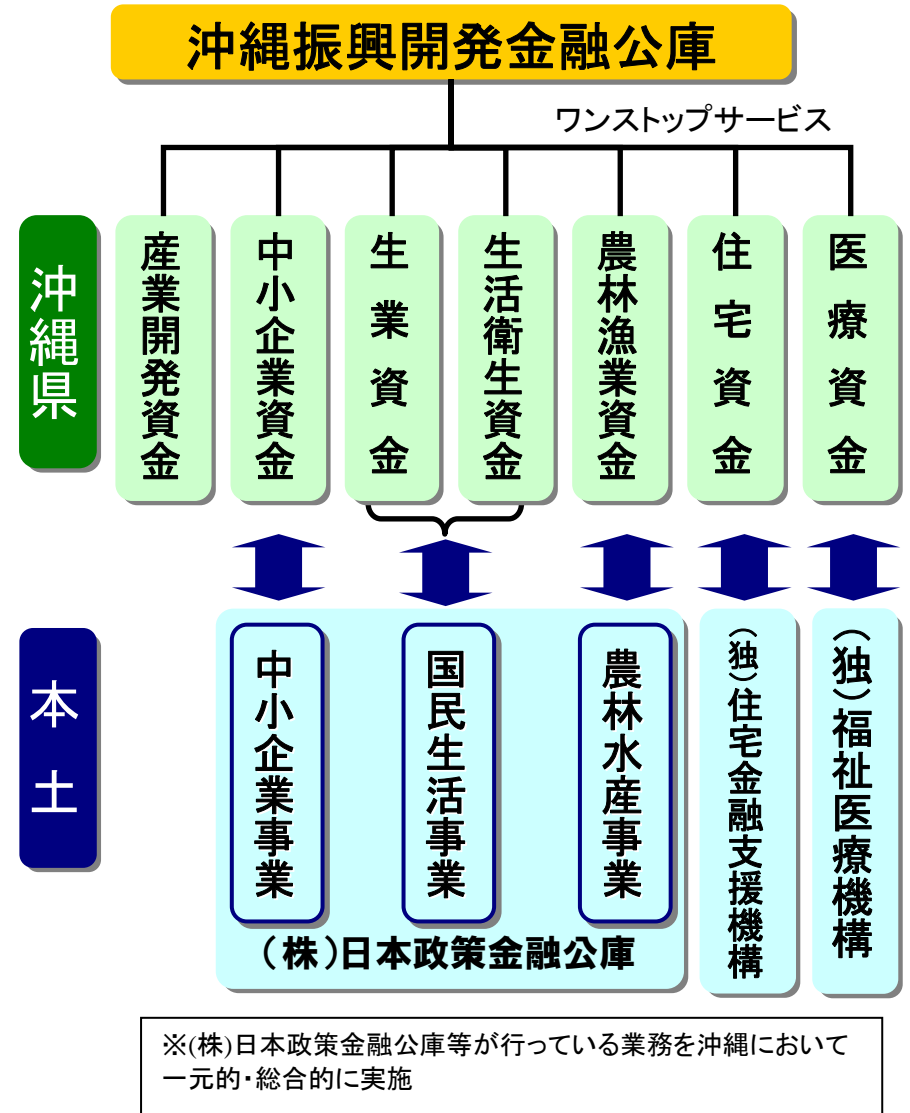 沖縄振興開発金融公庫
ワンストップサービス
沖縄県
産業開発資金
中小企業資金
生業資金
生活衛生資金
農林漁業資金
住宅資金
医療資金
本土
中小企業事業
国民生活事業
農林水産事業
(株)日本政策金融公庫
(独)住宅金融支援機構
(独)福祉医療機構
※(株)日本政策金融公庫等が行っている業務を沖縄において
一元的・総合的に実施